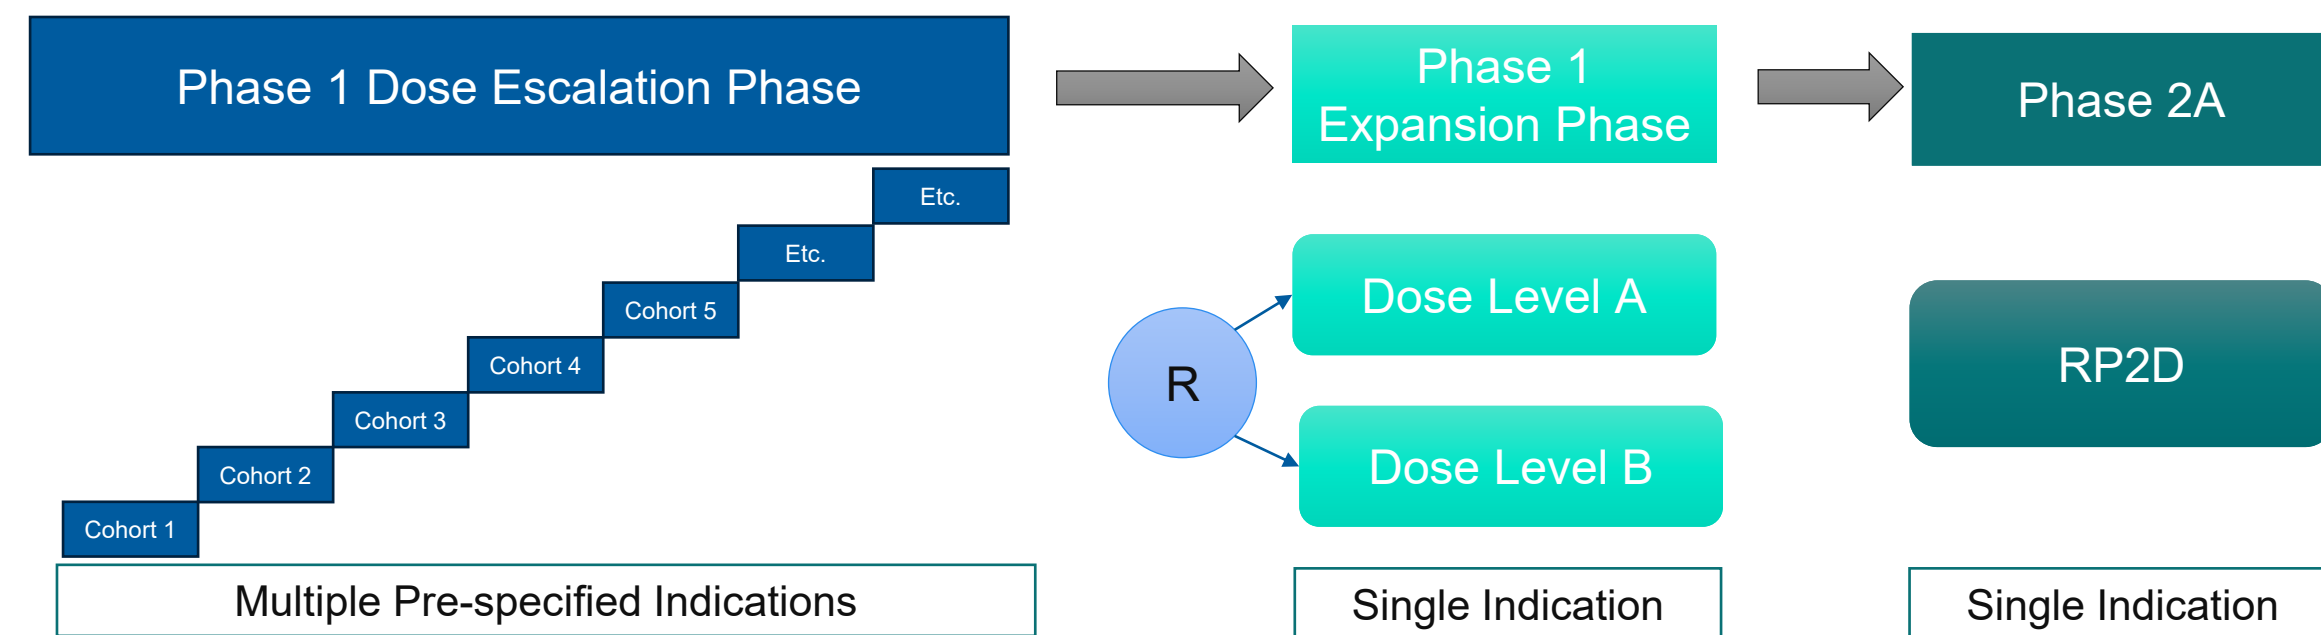 Phase 1 Dose Escalation Phase
Phase 1
Expansion Phase
Phase 2A
Etc.
Etc.
Cohort 5
Cohort 4
Cohort 3
Cohort 2
Cohort 1
R
Dose Level A
Dose Level B
RP2D
Multiple Pre-specified Indications
Single Indication
Single Indication